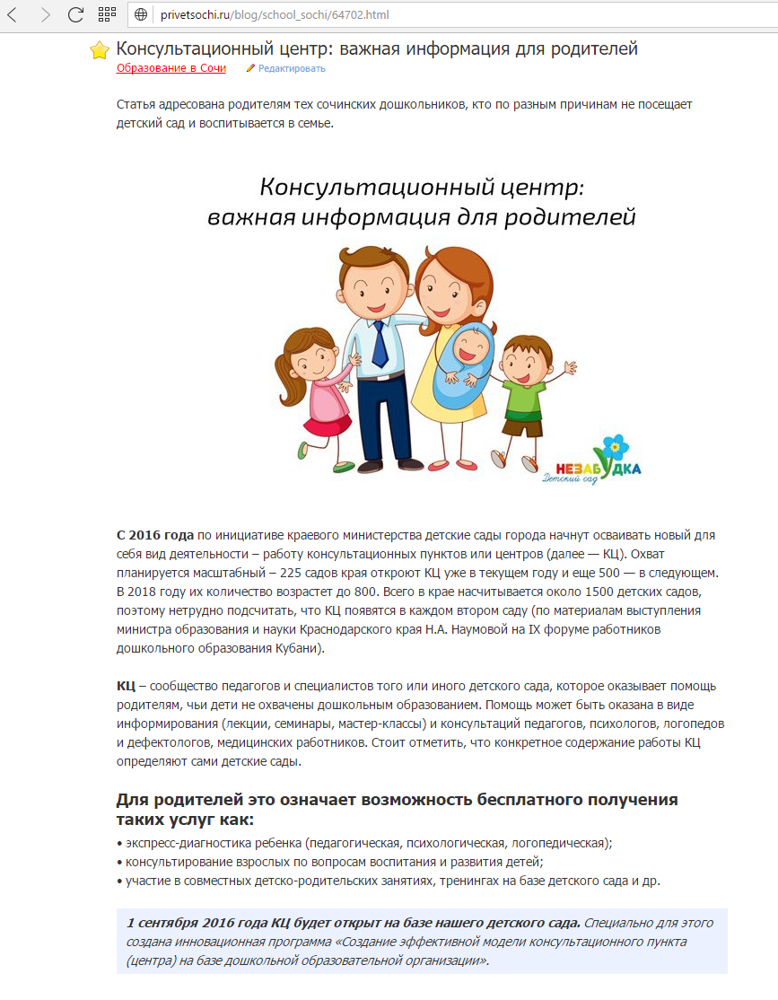 privetsochi.ru/blog/school_sochi/64702.html
Консультационный центр: важная информация для родителей
Образование в Сочи Редактировать
Статья адресована родителям тех сочинских дошкольников, кто по разным причинам не посещает
детский сад и воспитывается в семье.
Консультационный центр:
важная информация для родителей
НЕЗАБУДКА
Детский сад
С 2016 года по инициативе краевого министерства детские сады города начнут осваивать новый для
себя вид деятельности – работу консультационных пунктов или центров (далее — КЦ). Охват
планируется масштабный – 225 садов края откроют КЦ уже в текущем году и еще 500 — в следующем.
В 2018 году их количество возрастет до 800. Всего в крае насчитывается около 1500 детских садов,
поэтому нетрудно подсчитать, что КЦ появятся в каждом втором саду (по материалам выступления
министра образования и науки Краснодарского края Н.А. Наумовой на IX форуме работников
дошкольного образования Кубани).
КЦ – сообщество педагогов и специалистов того или иного детского сада, которое оказывает помощь
родителям, чьи дети не охвачены дошкольным образованием. Помощь может быть оказана в виде
информирования (лекции, семинары, мастер-классы) и консультаций педагогов, психологов, логопедов
и дефектологов, медицинских работников. Стоит отметить, что конкретное содержание работы КЦ
определяют сами детские сады.
Для родителей это означает возможность бесплатного получения
таких услуг как:
• экспресс-диагностика ребенка (педагогическая, психологическая, логопедическая);
• консультирование взрослых по вопросам воспитания и развития детей;
• участие в совместных детско-родительских занятиях, тренингах на базе детского сада и др.
1 сентября 2016 года КЦ будет открыт на базе нашего детского сада. Специально для этого
создана инновационная программа «Создание эффективной модели консультационного пункта
(центра) на базе дошкольной образовательной организации».